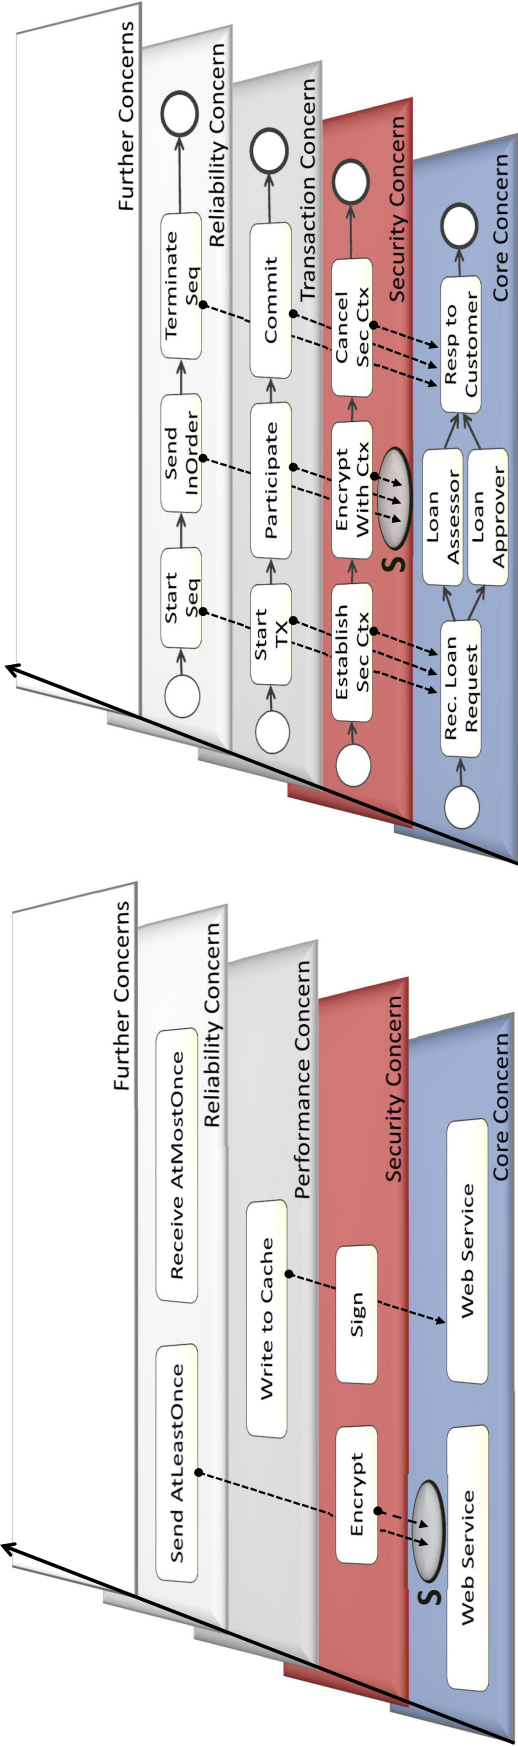 Further Concerns
Reliability Concern
Start
Seq
Send
InOrder
Terminate
Seq
Transaction Concern
Start
TX
Participate
Commit
Security Concern
Establish
Sec Ctx
Encrypt
With Ctx
Cancel
Sec Ctx
S
Core Concern
Rec. Loan
Request
Loan
Assessor
Loan
Approver
Resp to
Customer
Further Concerns
Reliability Concern
Send AtLeastOnce
Receive AtMostOnce
Performance Concern
Write to Cache
Security Concern
Encrypt
Sign
S
Core Concern
Web Service
Web Service